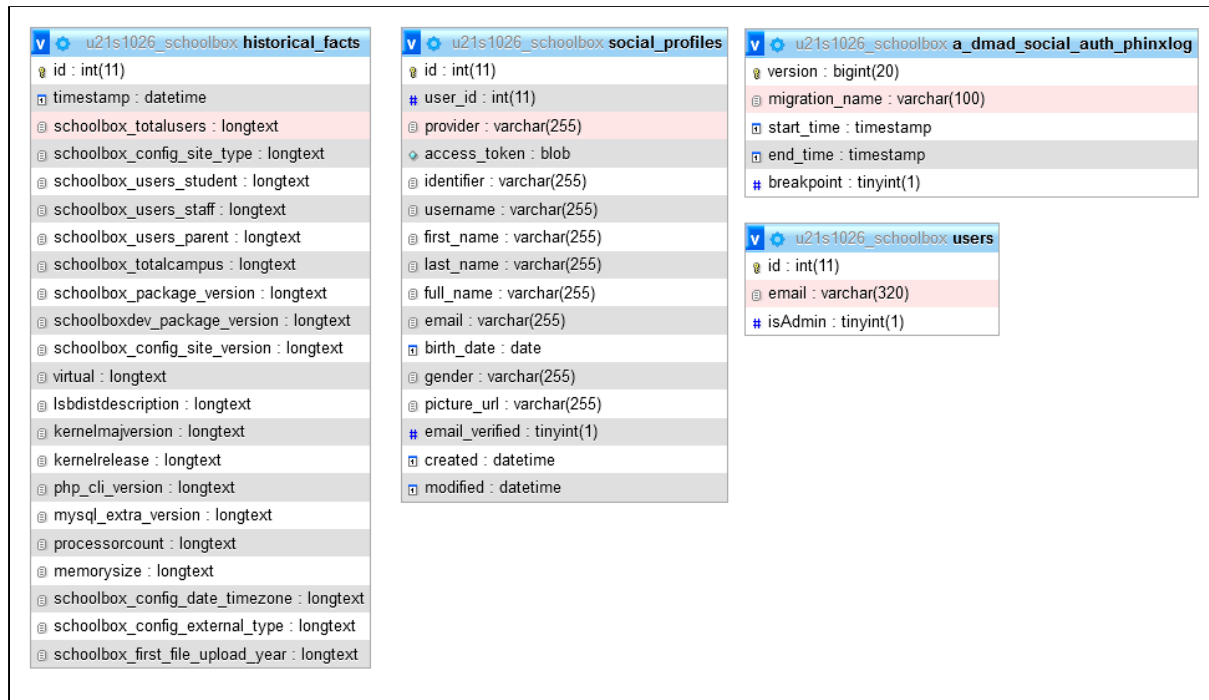 u21s1026_schoolbox historical_facts
id : int(11)
timestamp : datetime
schoolbox_totalusers : longtext
schoolbox_config_site_type : longtext
schoolbox_users_student : longtext
schoolbox_users_staff : longtext
schoolbox_users_parent : longtext
schoolbox_totalcampus : longtext
schoolbox_package_version : longtext
schoolboxdev_package_version : longtext
schoolbox_config_site_version : longtext
virtual : longtext
lsbdistdescription : longtext
kernelmajversion : longtext
kernelrelease : longtext
php_cli_version : longtext
mysql_extra_version : longtext
processorcount : longtext
memorysize : longtext
schoolbox_config_date_timezone : longtext
schoolbox_config_external_type : longtext
schoolbox_first_file_upload_year : longtext
u21s1026_schoolbox social_profiles
id : int(11)
user_id : int(11)
provider : varchar(255)
access_token : blob
identifier : varchar(255)
username : varchar(255)
first_name : varchar(255)
last_name : varchar(255)
full_name : varchar(255)
email : varchar(255)
birth_date : date
gender : varchar(255)
picture_url : varchar(255)
email_verified : tinyint(1)
created : datetime
modified : datetime
u21s1026_schoolbox a_dmad_social_auth_phinxlog
version : bigint(20)
migration_name : varchar(100)
start_time : timestamp
end_time : timestamp
breakpoint : tinyint(1)
u21s1026_schoolbox users
id : int(11)
email : varchar(320)
isAdmin : tinyint(1)